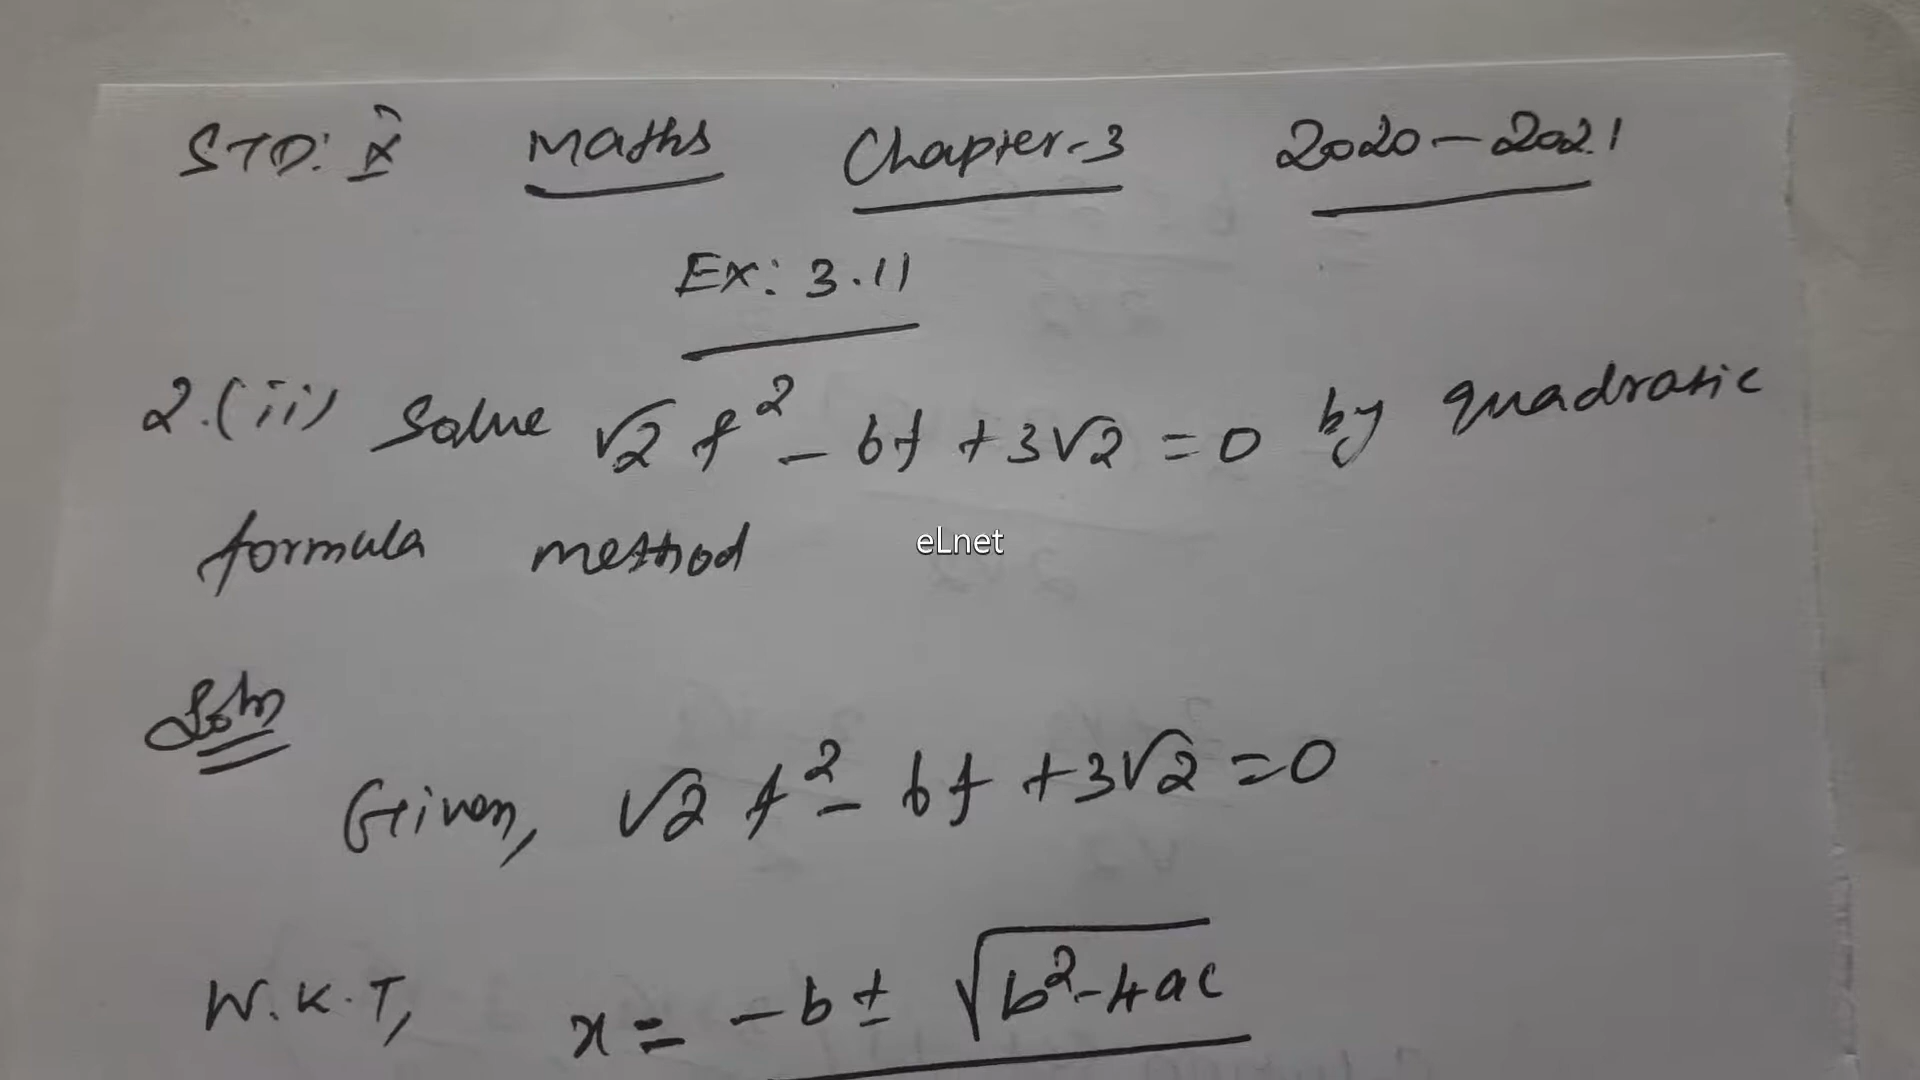 STD: X Maths Chapter-3 2020-2021
Ex: 3.11
2.(ii) Solve √2 f² - 6f + 3√2 = 0 by quadratic
formula method
eLnet
Soln
Given, √2 f² - 6f + 3√2 = 0
W.K.T, x = -b ± √b²-4ac